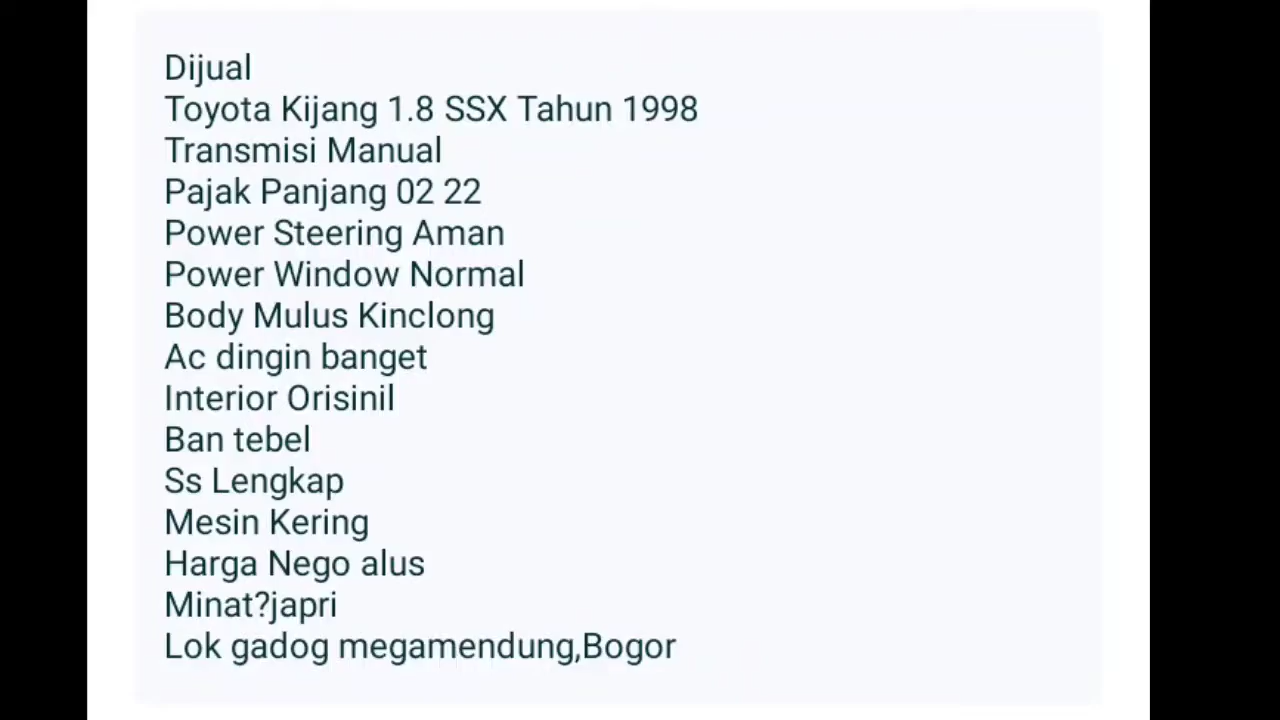 Dijual
Toyota Kijang 1.8 SSX Tahun 1998
Transmisi Manual
Pajak Panjang 02 22
Power Steering Aman
Power Window Normal
Body Mulus Kinclong
Ac dingin banget
Interior Orisinil
Ban tebel
Ss Lengkap
Mesin Kering
Harga Nego alus
Minat?japri
Lok gadog megamendung,Bogor